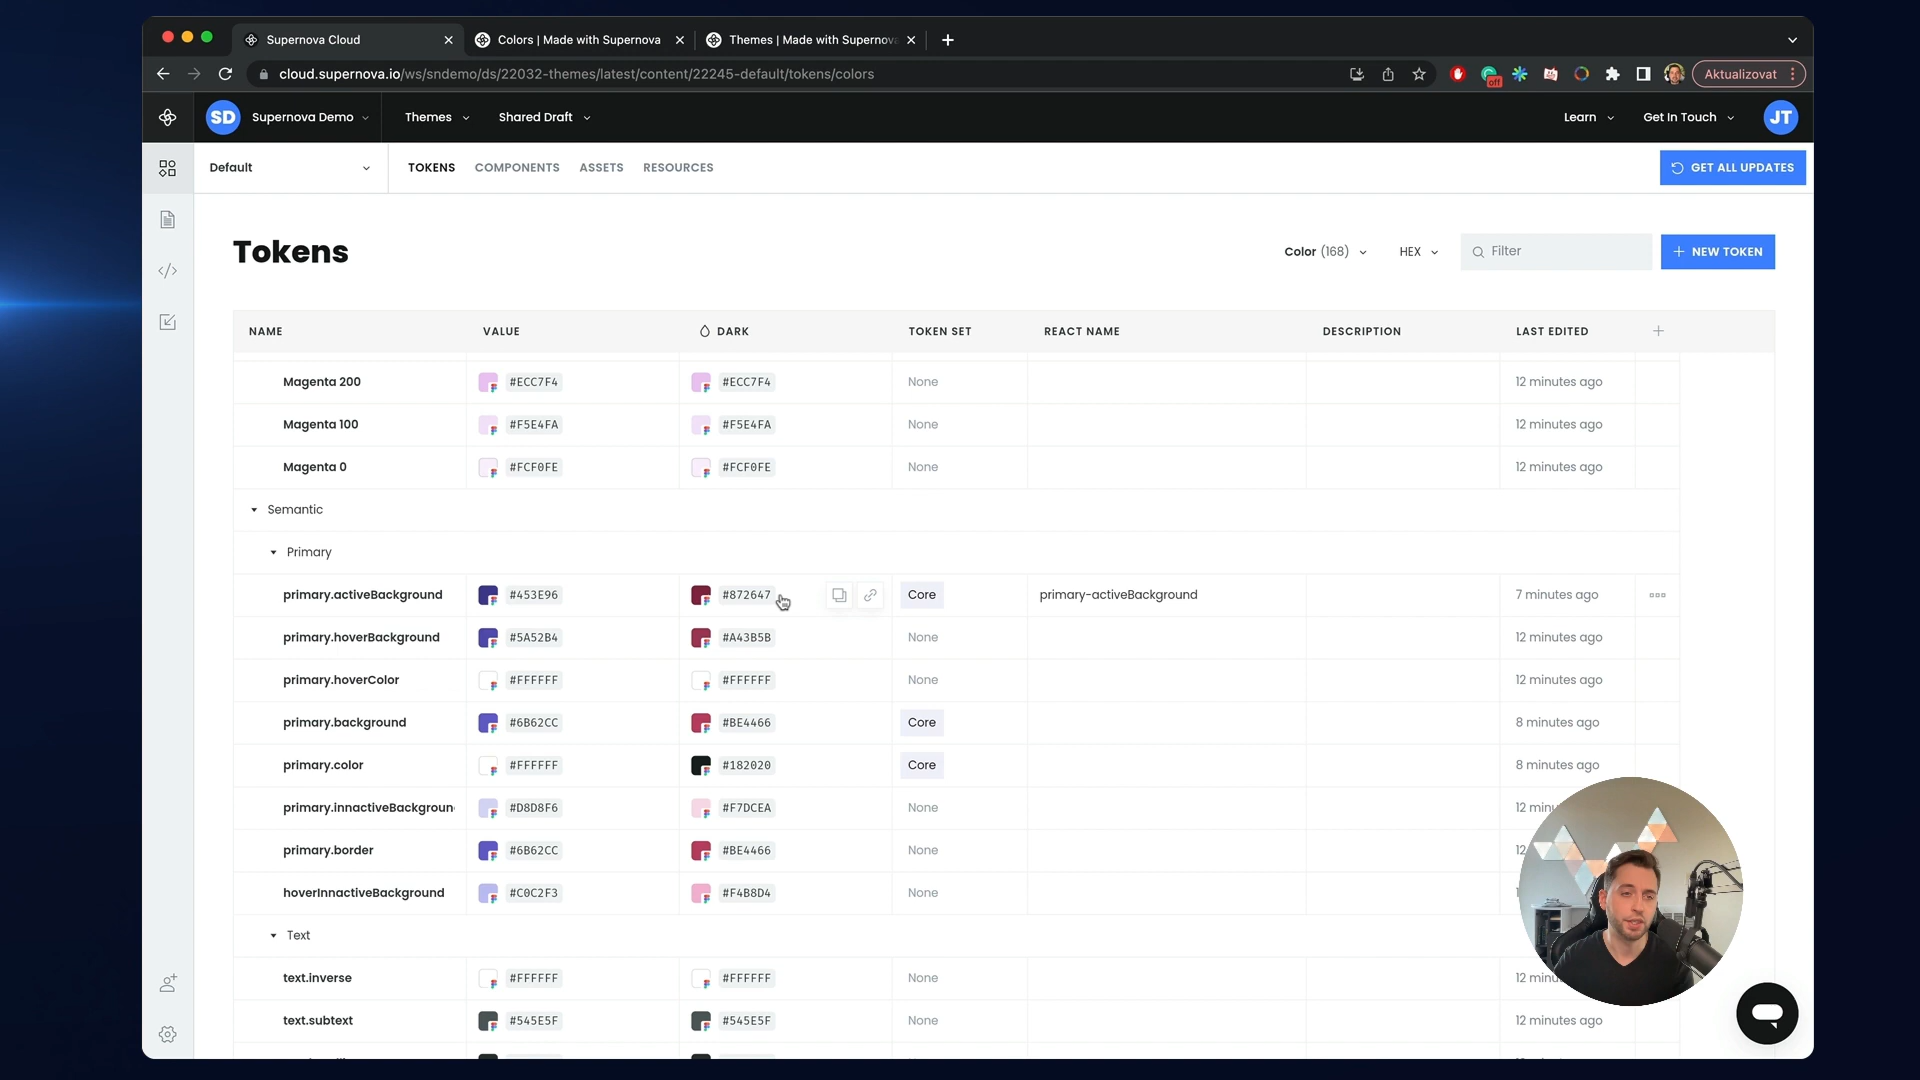 Supernova Cloud
Colors | Made with Supernova
Themes | Made with Supernova
cloud.supernova.io/ws/sndemo/ds/22032-themes/latest/content/22245-default/tokens/colors
off
Aktualizovat
SD
Supernova Demo
Themes
Shared Draft
Learn
Get In Touch
JT
Default
TOKENS
COMPONENTS
ASSETS
RESOURCES
GET ALL UPDATES
Tokens
Color (168)
HEX
Filter
NEW TOKEN
NAME VALUE DARK TOKEN SET REACT NAME DESCRIPTION LAST EDITED
Magenta 200 #ECC7F4 #ECC7F4 None 12 minutes ago
Magenta 100 #F5E4FA #F5E4FA None 12 minutes ago
Magenta 0 #FCF0FE #FCF0FE None 12 minutes ago
Semantic
Primary
primary.activeBackground #453E96 #872647 Core primary-activeBackground 7 minutes ago
primary.hoverBackground #5A52B4 #A43B5B None 12 minutes ago
primary.hoverColor #FFFFFF #FFFFFF None 12 minutes ago
primary.background #6B62CC #BE4466 Core 8 minutes ago
primary.color #FFFFFF #182020 Core 8 minutes ago
primary.innactiveBackgroun #D8D8F6 #F7DCEA None 12 minu
primary.border #6B62CC #BE4466 None 12
hoverInnactiveBackground #C0C2F3 #F4B8D4 None
Text
text.inverse #FFFFFF #FFFFFF None 12 minu
text.subtext #545E5F #545E5F None 12 minutes ago